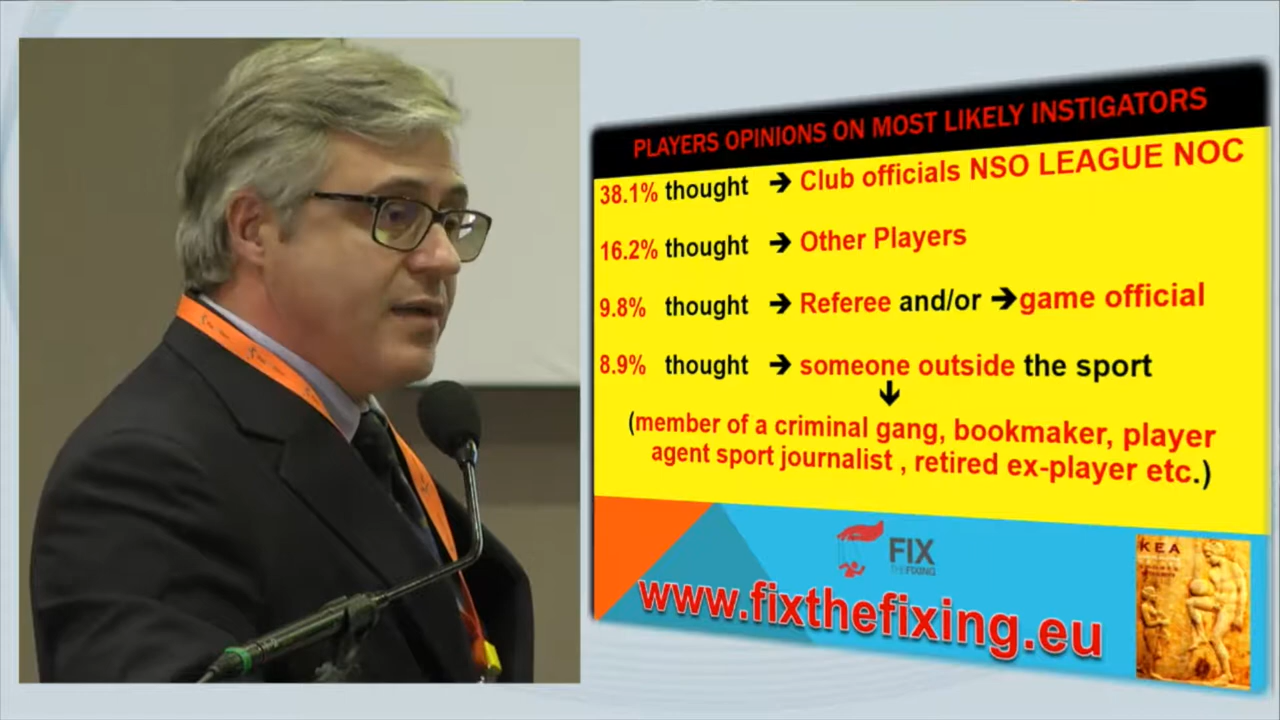 PLAYERS OPINIONS ON MOST LIKELY INSTIGATORS
38.1% thought ➔ Club officials NSO LEAGUE NOC
16.2% thought ➔ Other Players
9.8% thought ➔ Referee and/or ➔game official
8.9% thought ➔ someone outside the sport
(member of a criminal gang, bookmaker, player
agent sport journalist , retired ex-player etc.)
FIX
THE FIXING
www.fixthefixing.eu
KEA